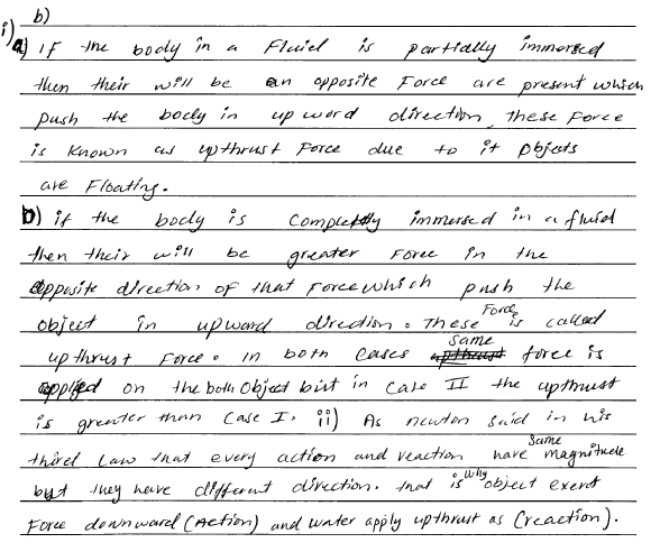 b)
i) a) if the body in a Fluid is partially immersed
then their will be an opposite Force are present which
push the body in upword direction, these Force
is known as upthrust Force due to it objects
are Floating.
b) if the body is completly immersed in a fluid
then their will be greater Force in the
opposite direction of that Force which push the
object in upward direction. These Force is called
upthrust Force. in both cases same force is
applied on the both object but in case II the upthrust
is greater than Case I. ii) As newton said in his
third Law that every action and reaction have same magnitude
but they have different direction. that is why object exert
Force downward (Action) and water apply upthrust as (reaction).